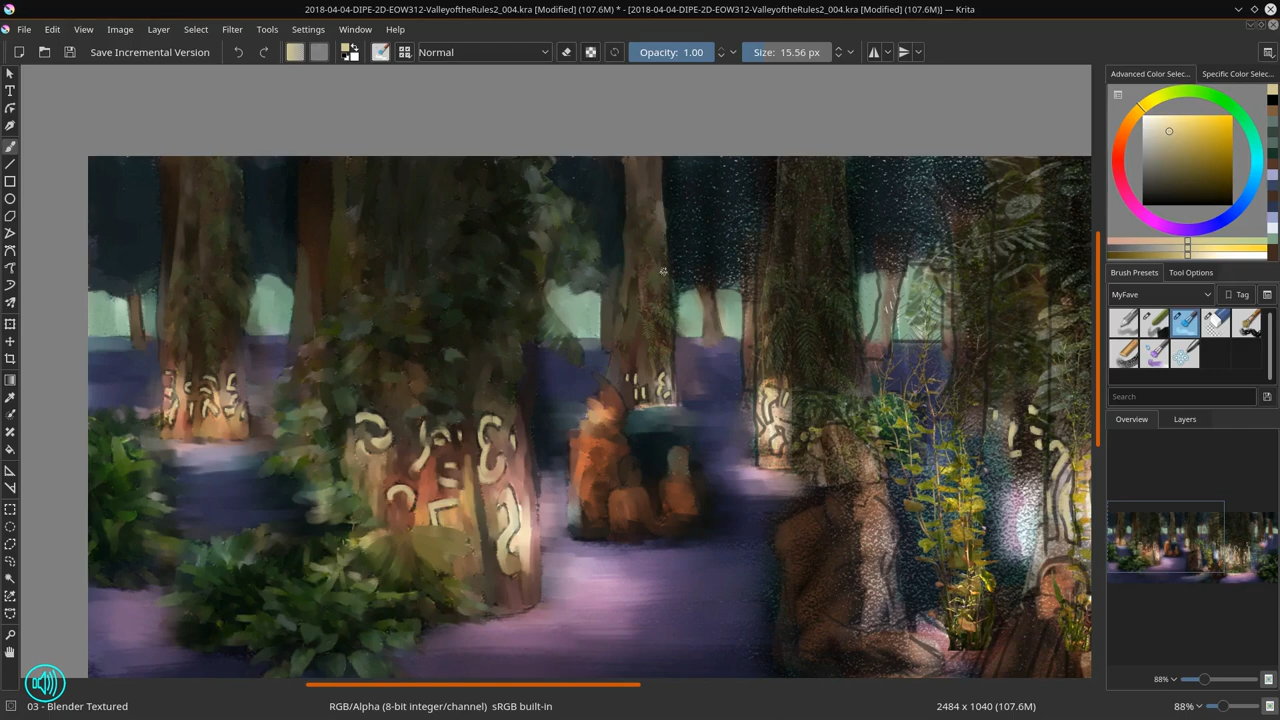 2018-04-04-DIPE-2D-EOW312-ValleyoftheRules2_004.kra [Modified] (107.6M) * - [2018-04-04-DIPE-2D-EOW312-ValleyoftheRules2_004.kra [Modified] (107.6M)] — Krita
File Edit View Image Layer Select Filter Tools Settings Window Help
Save Incremental Version Normal Opacity: 1.00 Size: 15.56 px
Advanced Color Selec... Specific Color Selec...
Brush Presets Tool Options
MyFave Tag
Search
Overview Layers
88%
03 - Blender Textured RGB/Alpha (8-bit integer/channel) sRGB built-in 2484 x 1040 (107.6M) 88%